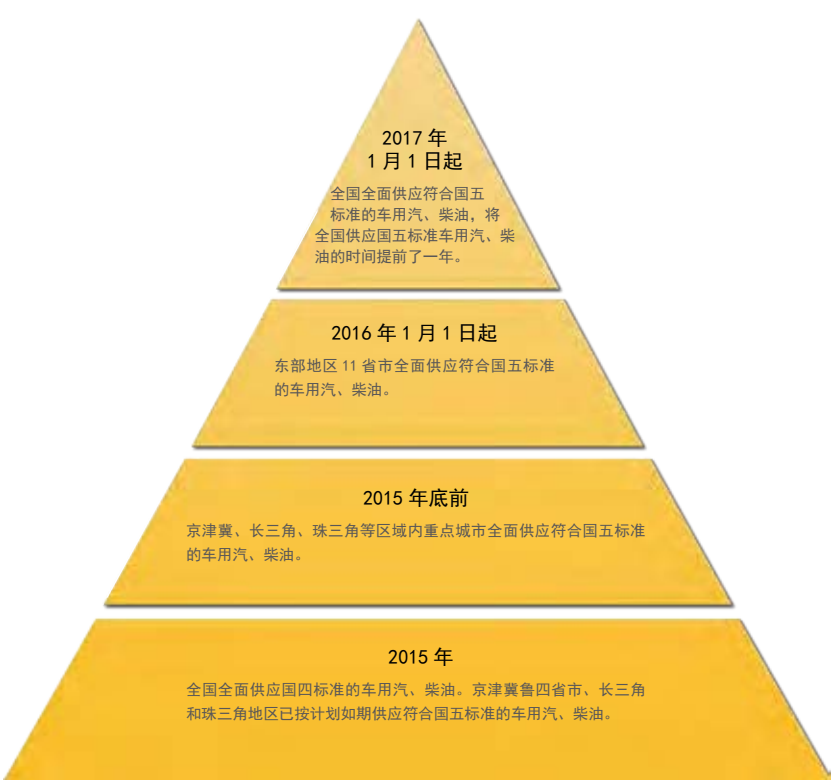 2017 年
1 月 1 日起
全国全面供应符合国五
标准的车用汽、柴油，将
全国供应国五标准车用汽、柴
油的时间提前了一年。
2016 年 1 月 1 日起
东部地区 11 省市全面供应符合国五标准
的车用汽、柴油。
2015 年底前
京津冀、长三角、珠三角等区域内重点城市全面供应符合国五标准
的车用汽、柴油。
2015 年
全国全面供应国四标准的车用汽、柴油。京津冀鲁四省市、长三角
和珠三角地区已按计划如期供应符合国五标准的车用汽、柴油。